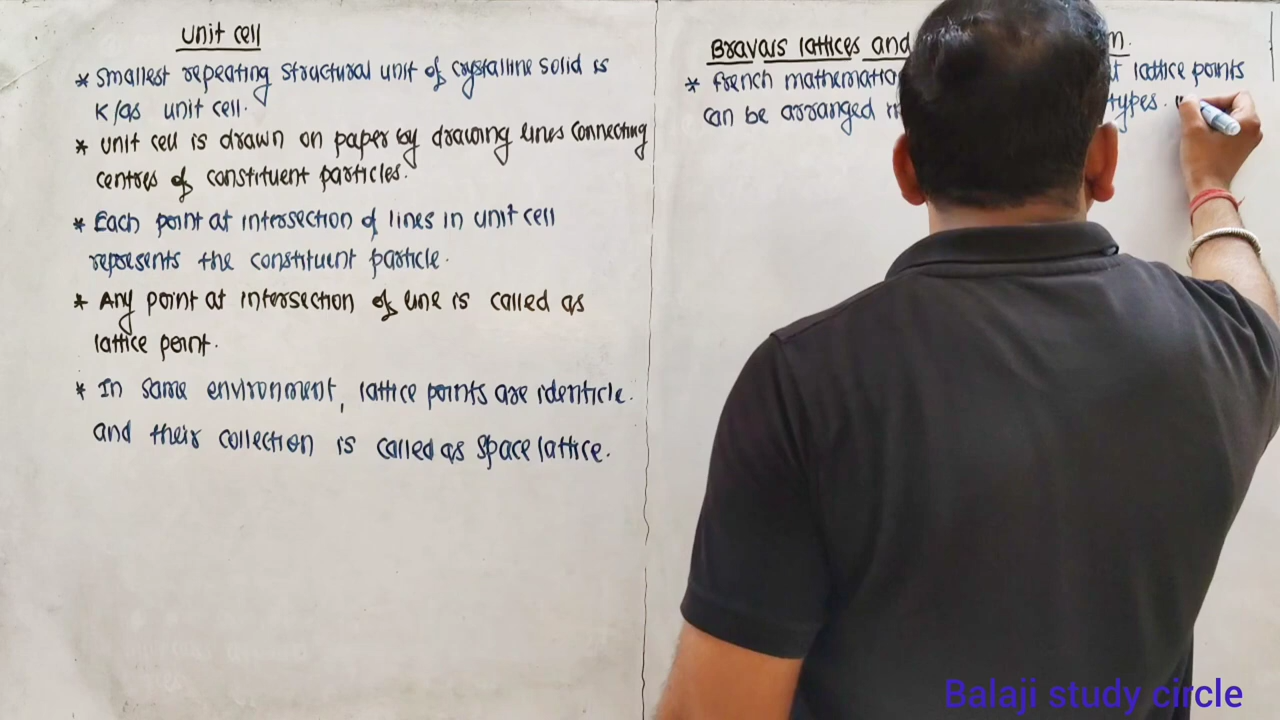 Unit cell
* Smallest repeating structural unit of crystalline solid is
K/as unit cell.
* Unit cell is drawn on paper by drawing lines connecting
centres of constituent particles.
* Each point at intersection of lines in unit cell
represents the constituent particle.
* Any point at intersection of line is called as
lattice point.
* In same environment, lattice points are identicle.
and their collection is called as space lattice.
Bravais lattices and
* French mathematic lattice points
can be arranged types.
Balaji study circle